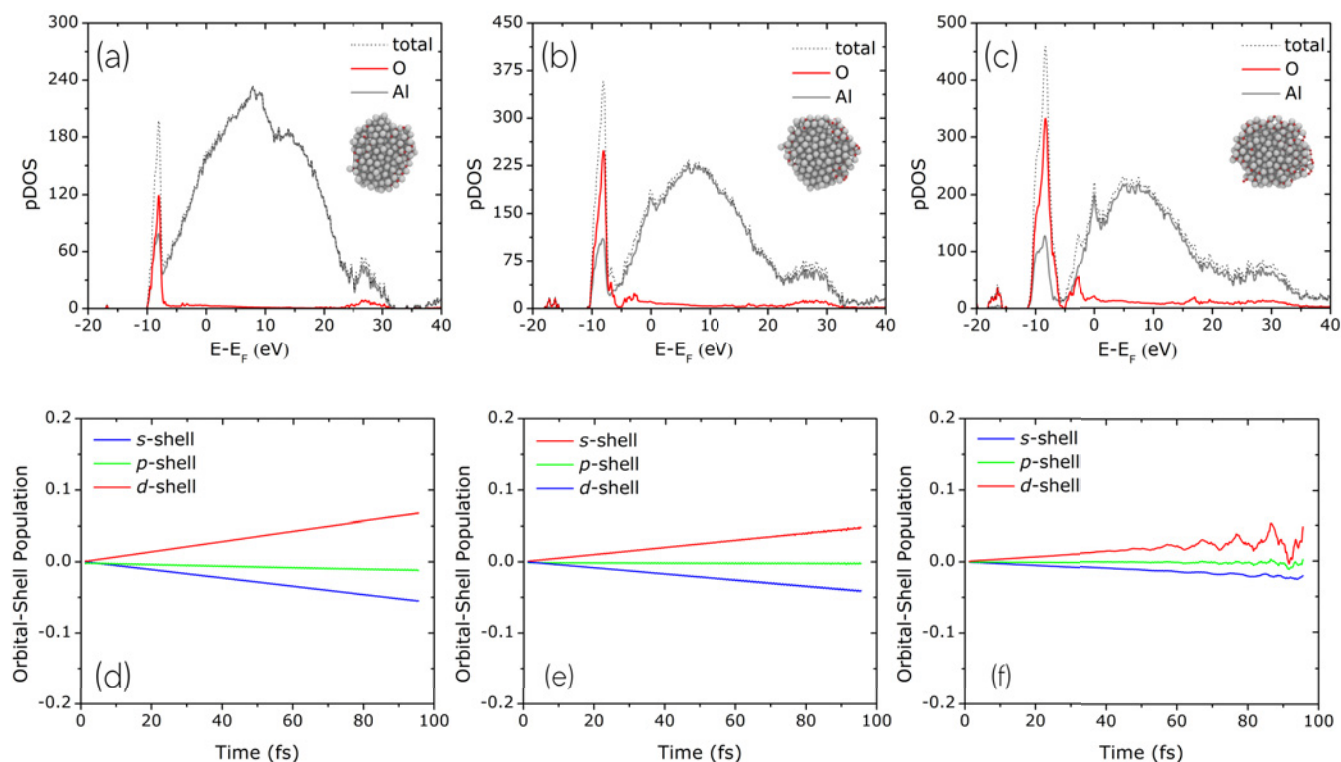 (a)
total
O
Al
pDOS
300
240
180
120
60
0
-20 -10 0 10 20 30 40
E-E_F (eV)
(b)
total
O
Al
450
375
300
225
150
75
0
-20 -10 0 10 20 30 40
E-E_F (eV)
(c)
total
O
Al
pDOS
500
400
300
200
100
0
-20 -10 0 10 20 30 40
E-E_F (eV)
(d)
s-shell
p-shell
d-shell
Orbital-Shell Population
0.2
0.1
0.0
-0.1
-0.2
0 20 40 60 80 100
Time (fs)
(e)
s-shell
p-shell
d-shell
Orbital-Shell Population
0.2
0.1
0.0
-0.1
-0.2
0 20 40 60 80 100
Time (fs)
(f)
s-shell
p-shell
d-shell
Orbital-Shell Population
0.2
0.1
0.0
-0.1
-0.2
0 20 40 60 80 100
Time (fs)